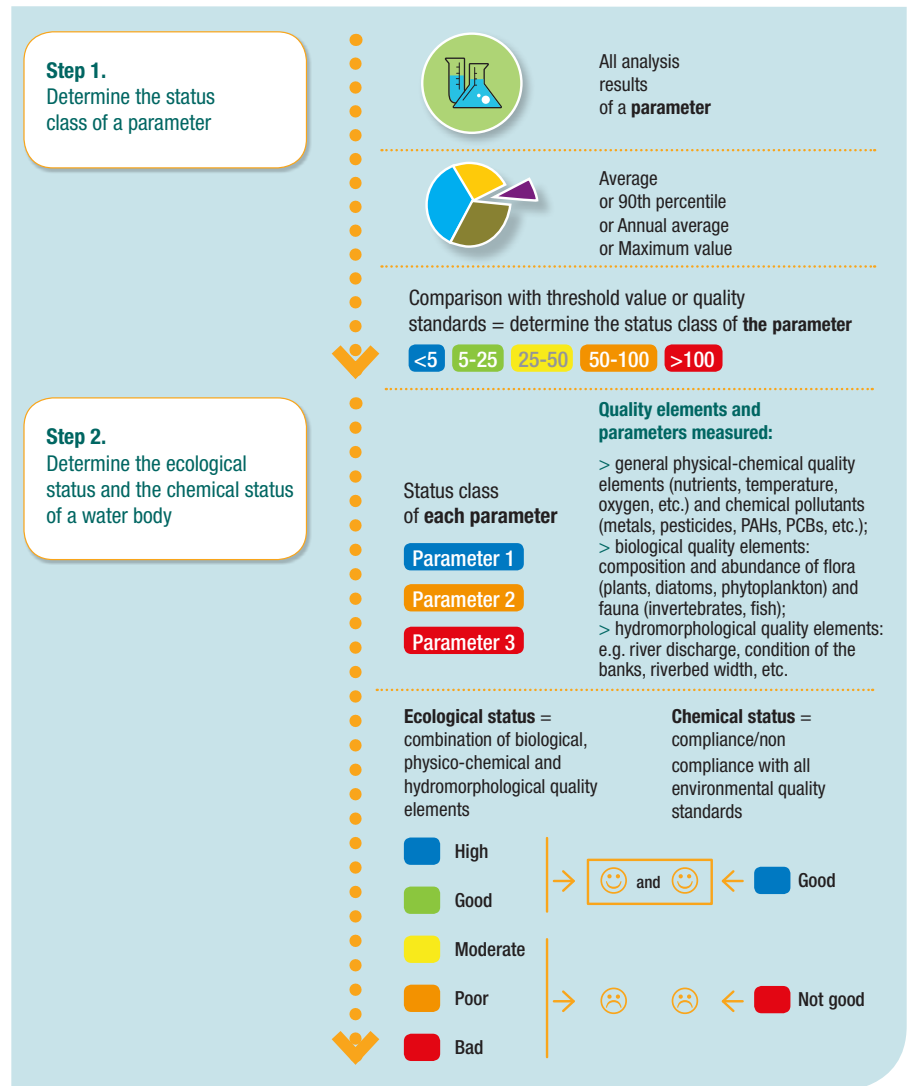 Step 1.
Determine the status
class of a parameter
All analysis
results
of a parameter
Average
or 90th percentile
or Annual average
or Maximum value
Comparison with threshold value or quality
standards = determine the status class of the parameter
<5 5-25 25-50 50-100 >100
Step 2.
Determine the ecological
status and the chemical status
of a water body
Status class
of each parameter
Parameter 1
Parameter 2
Parameter 3
Quality elements and
parameters measured:
> general physical-chemical quality
elements (nutrients, temperature,
oxygen, etc.) and chemical pollutants
(metals, pesticides, PAHs, PCBs, etc.);
> biological quality elements:
composition and abundance of flora
(plants, diatoms, phytoplankton) and
fauna (invertebrates, fish);
> hydromorphological quality elements:
e.g. river discharge, condition of the
banks, riverbed width, etc.
Ecological status =
combination of biological,
physico-chemical and
hydromorphological quality
elements
Chemical status =
compliance/non
compliance with all
environmental quality
standards
High
Good
Moderate
Poor
Bad
and
Good
Not good